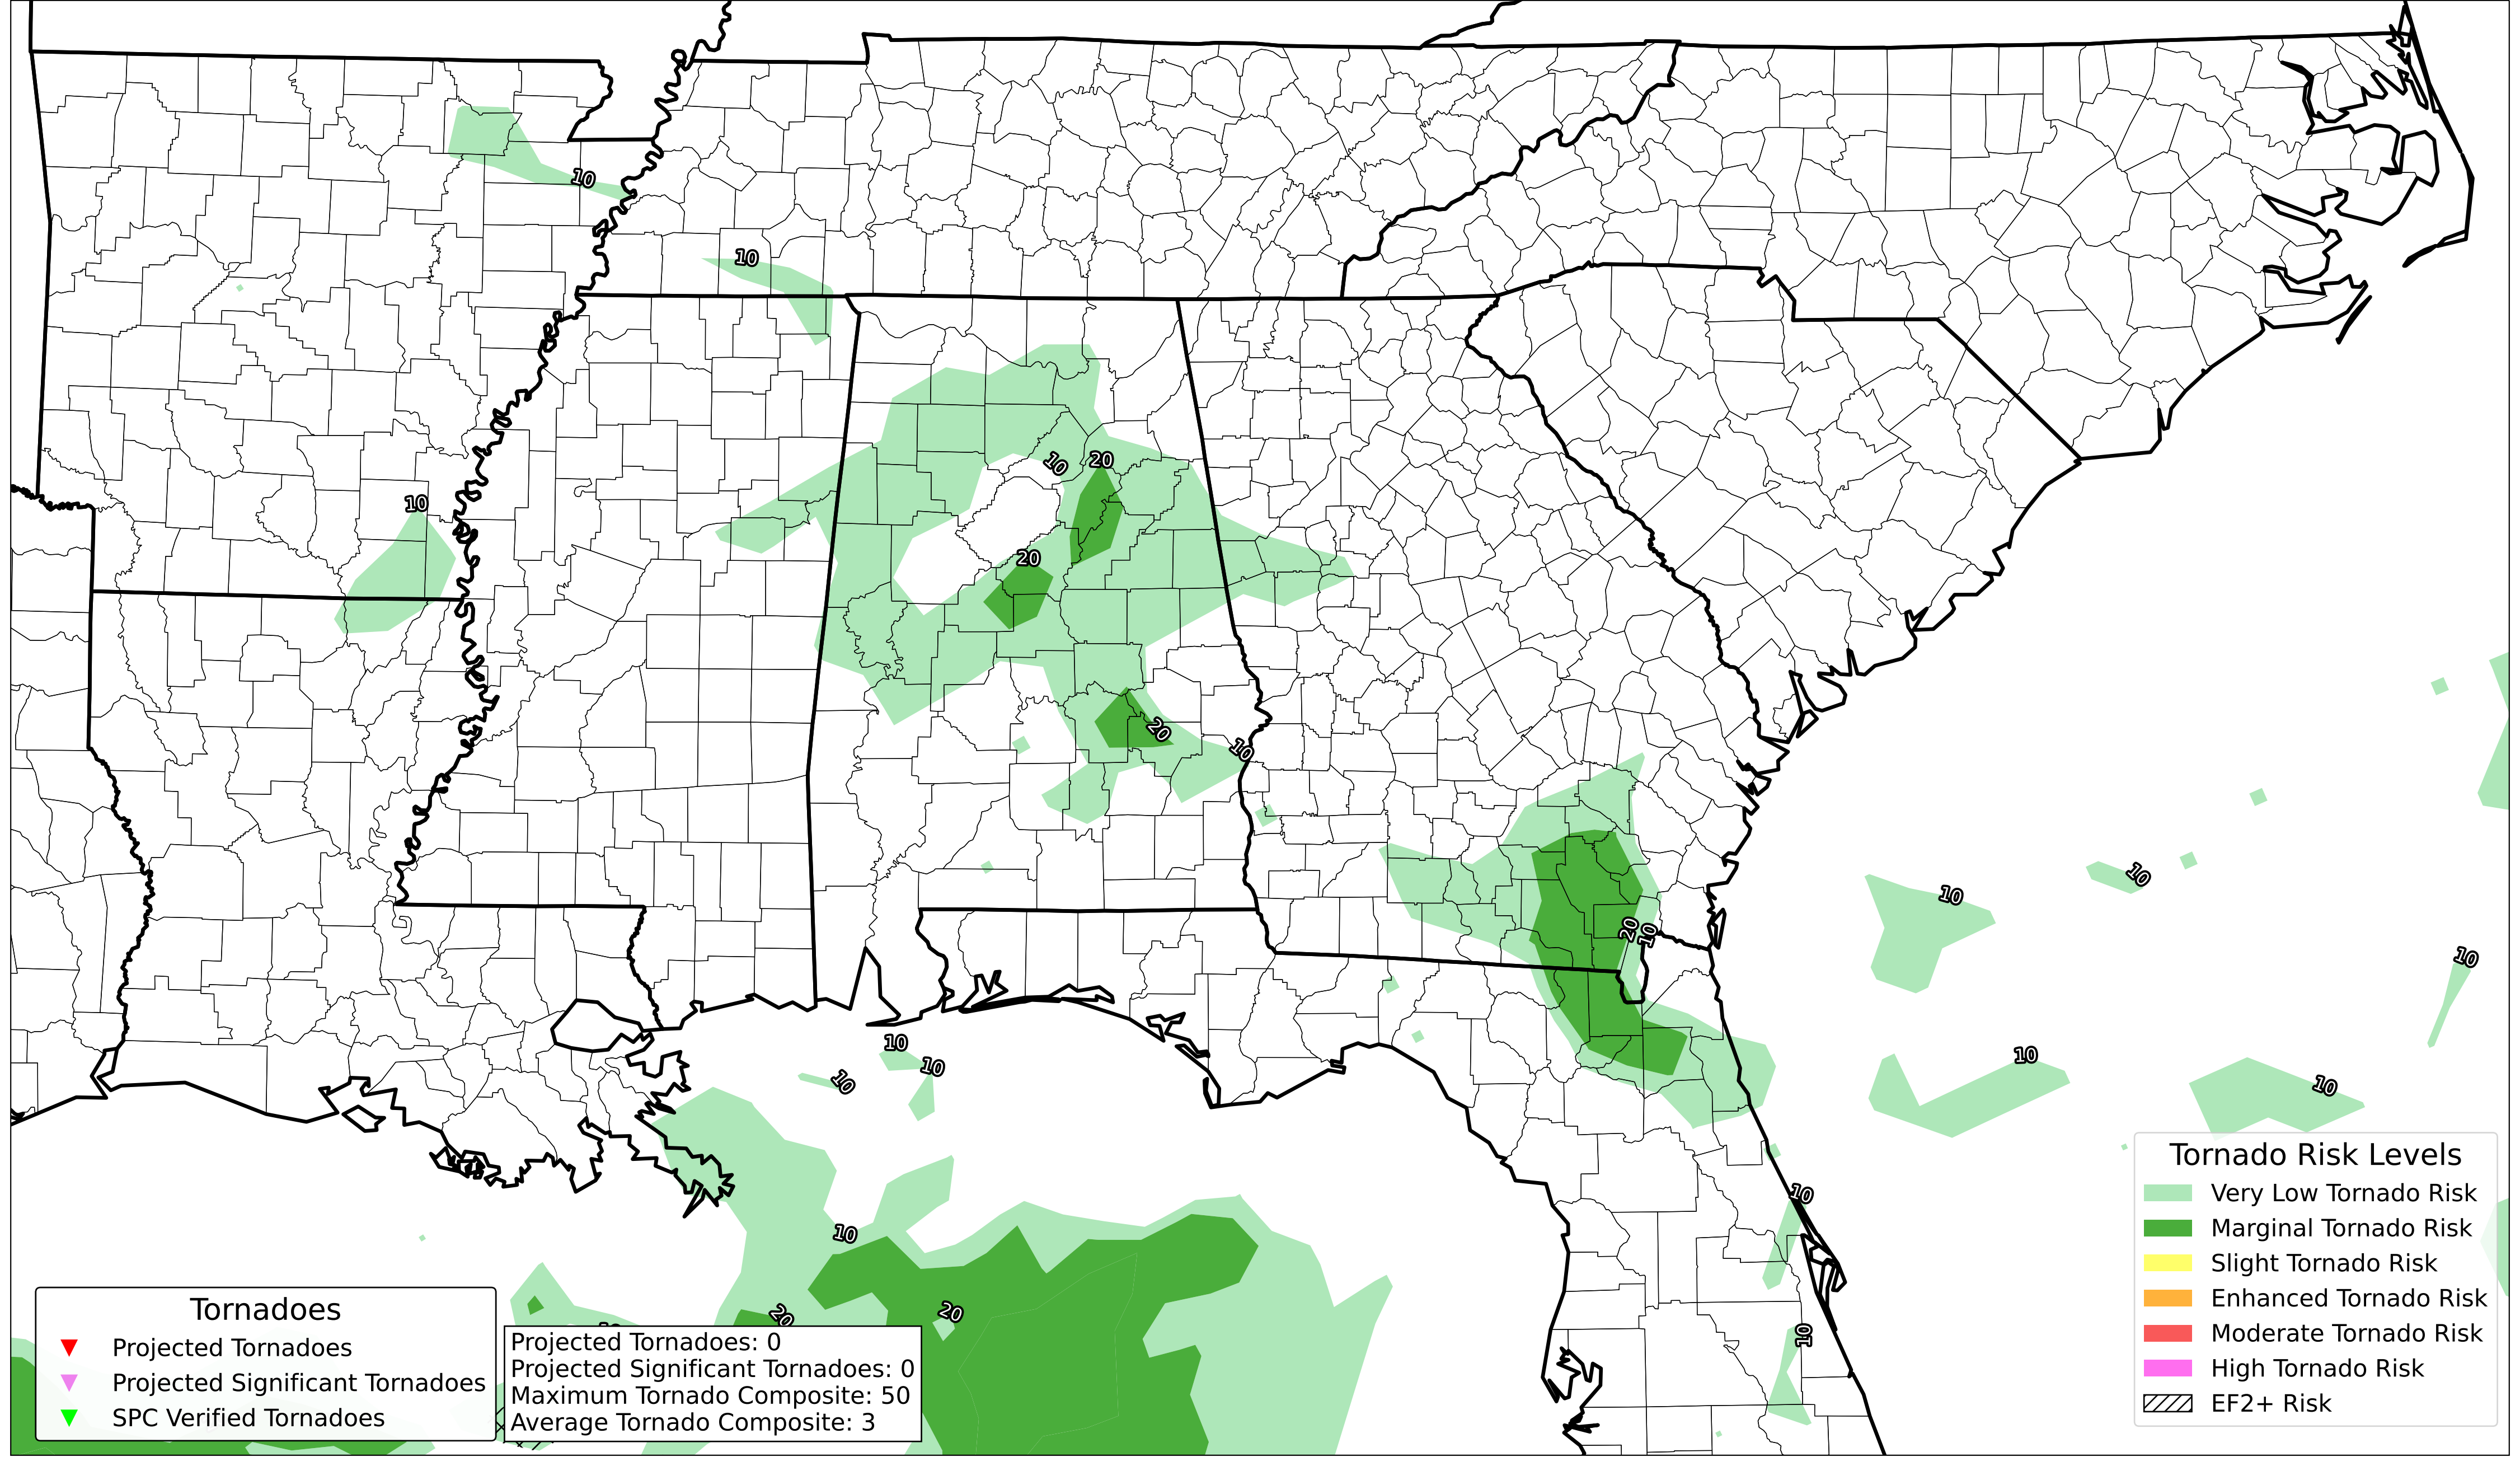 10
10
10
20
10
20
20
10
20
10
10
10
10
10
10
10
10
10
10
10
10
20
20
10
Tornado Risk Levels
Very Low Tornado Risk
Marginal Tornado Risk
Slight Tornado Risk
Enhanced Tornado Risk
Moderate Tornado Risk
High Tornado Risk
EF2+ Risk
Tornadoes
Projected Tornadoes
Projected Significant Tornadoes
SPC Verified Tornadoes
Projected Tornadoes: 0
Projected Significant Tornadoes: 0
Maximum Tornado Composite: 50
Average Tornado Composite: 3